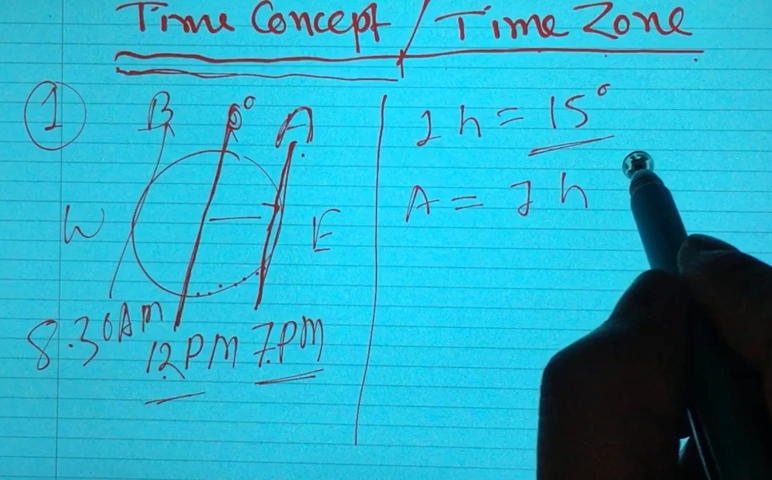 Time Concept / Time Zone
1
B 0° A
W E
8.30AM
12PM 7PM
1 h = 15°
A = 7 h